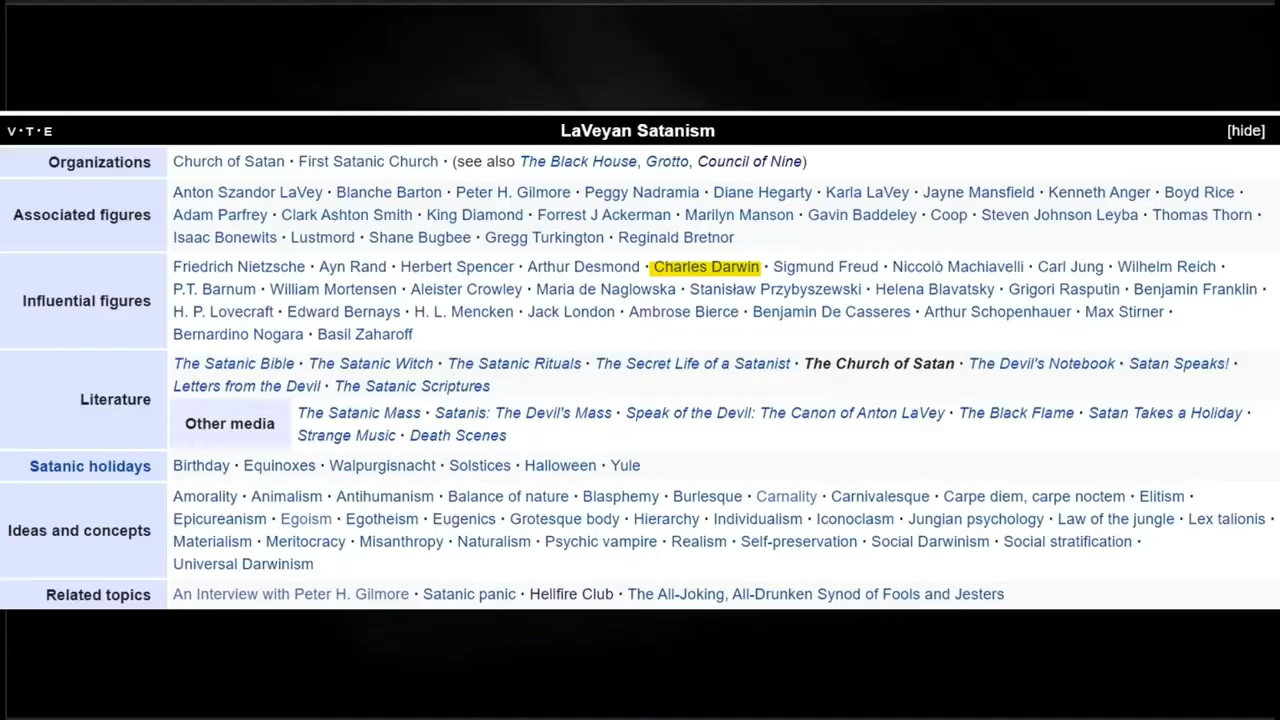 V·T·E LaVeyan Satanism [hide]
Organizations Church of Satan · First Satanic Church · (see also The Black House, Grotto, Council of Nine)
Associated figures
Anton Szandor LaVey · Blanche Barton · Peter H. Gilmore · Peggy Nadramia · Diane Hegarty · Karla LaVey · Jayne Mansfield · Kenneth Anger · Boyd Rice ·
Adam Parfrey · Clark Ashton Smith · King Diamond · Forrest J Ackerman · Marilyn Manson · Gavin Baddeley · Coop · Steven Johnson Leyba · Thomas Thorn ·
Isaac Bonewits · Lustmord · Shane Bugbee · Gregg Turkington · Reginald Bretnor
Influential figures
Friedrich Nietzsche · Ayn Rand · Herbert Spencer · Arthur Desmond · Charles Darwin · Sigmund Freud · Niccolò Machiavelli · Carl Jung · Wilhelm Reich ·
P.T. Barnum · William Mortensen · Aleister Crowley · Maria de Naglowska · Stanisław Przybyszewski · Helena Blavatsky · Grigori Rasputin · Benjamin Franklin ·
H. P. Lovecraft · Edward Bernays · H. L. Mencken · Jack London · Ambrose Bierce · Benjamin De Casseres · Arthur Schopenhauer · Max Stirner ·
Bernardino Nogara · Basil Zaharoff
Literature
The Satanic Bible · The Satanic Witch · The Satanic Rituals · The Secret Life of a Satanist · The Church of Satan · The Devil's Notebook · Satan Speaks! ·
Letters from the Devil · The Satanic Scriptures
Other media
The Satanic Mass · Satanis: The Devil's Mass · Speak of the Devil: The Canon of Anton LaVey · The Black Flame · Satan Takes a Holiday ·
Strange Music · Death Scenes
Satanic holidays Birthday · Equinoxes · Walpurgisnacht · Solstices · Halloween · Yule
Ideas and concepts
Amorality · Animalism · Antihumanism · Balance of nature · Blasphemy · Burlesque · Carnality · Carnivalesque · Carpe diem, carpe noctem · Elitism ·
Epicureanism · Egoism · Egotheism · Eugenics · Grotesque body · Hierarchy · Individualism · Iconoclasm · Jungian psychology · Law of the jungle · Lex talionis ·
Materialism · Meritocracy · Misanthropy · Naturalism · Psychic vampire · Realism · Self-preservation · Social Darwinism · Social stratification ·
Universal Darwinism
Related topics An Interview with Peter H. Gilmore · Satanic panic · Hellfire Club · The All-Joking, All-Drunken Synod of Fools and Jesters